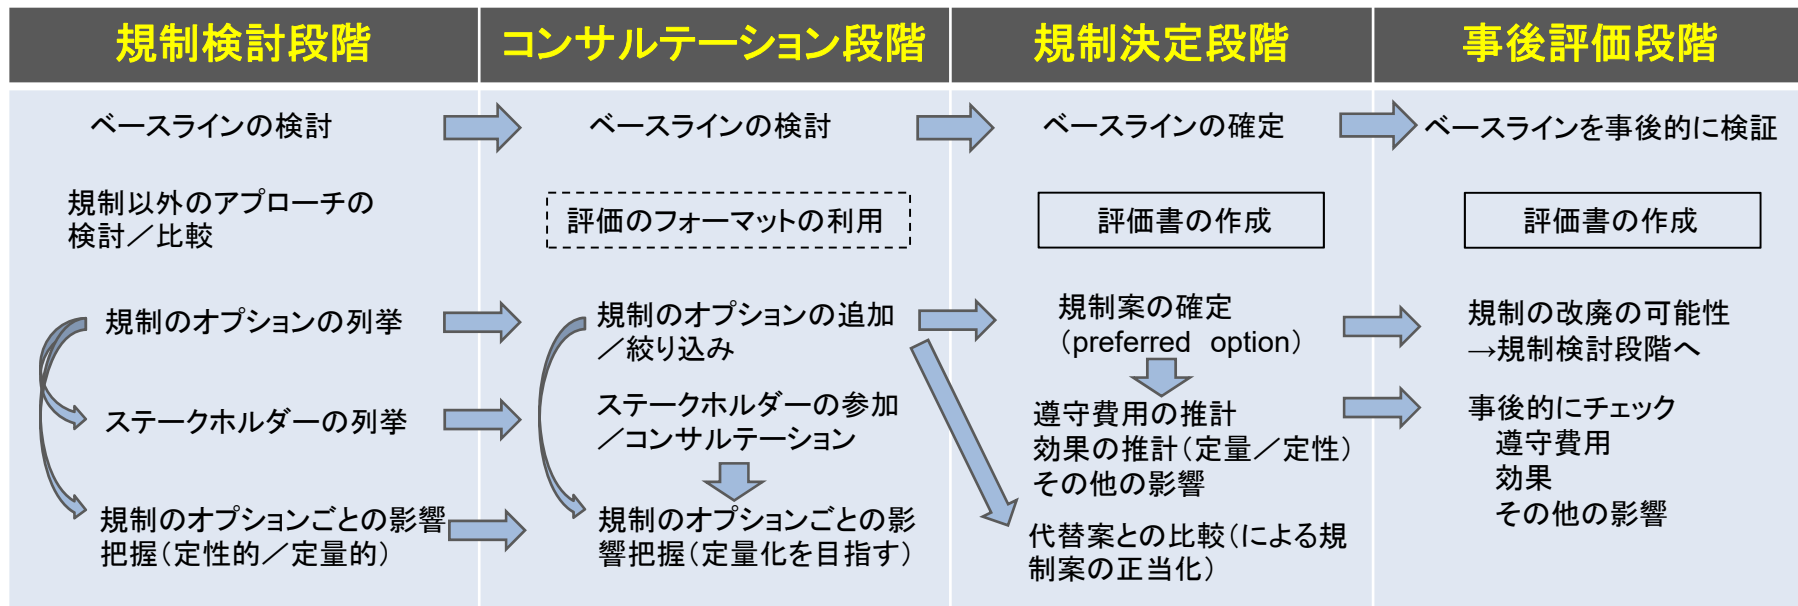 規制検討段階
コンサルテーション段階
規制決定段階
事後評価段階
ベースラインの検討
規制以外のアプローチの
検討／比較
規制のオプションの列挙
ステークホルダーの列挙
規制のオプションごとの影響
把握（定性的／定量的）
ベースラインの検討
評価のフォーマットの利用
規制のオプションの追加
／絞り込み
ステークホルダーの参加
／コンサルテーション
規制のオプションごとの影
響把握（定量化を目指す）
ベースラインの確定
評価書の作成
規制案の確定
（preferred option）
遵守費用の推計
効果の推計（定量／定性）
その他の影響
代替案との比較（による規
制案の正当化）
ベースラインを事後的に検証
評価書の作成
規制の改廃の可能性
→規制検討段階へ
事後的にチェック
遵守費用
効果
その他の影響